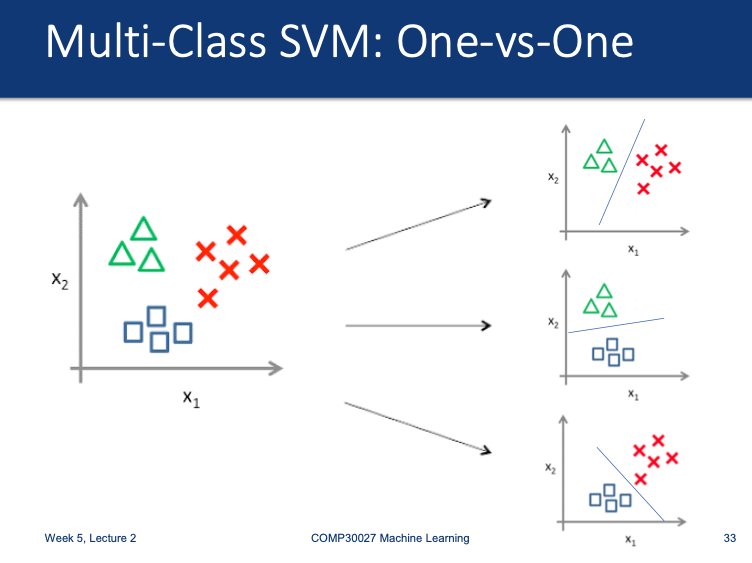 Multi-Class SVM: One-vs-One
x2
x1
x2
x1
x2
x1
x2
x1
Week 5, Lecture 2
COMP30027 Machine Learning
33